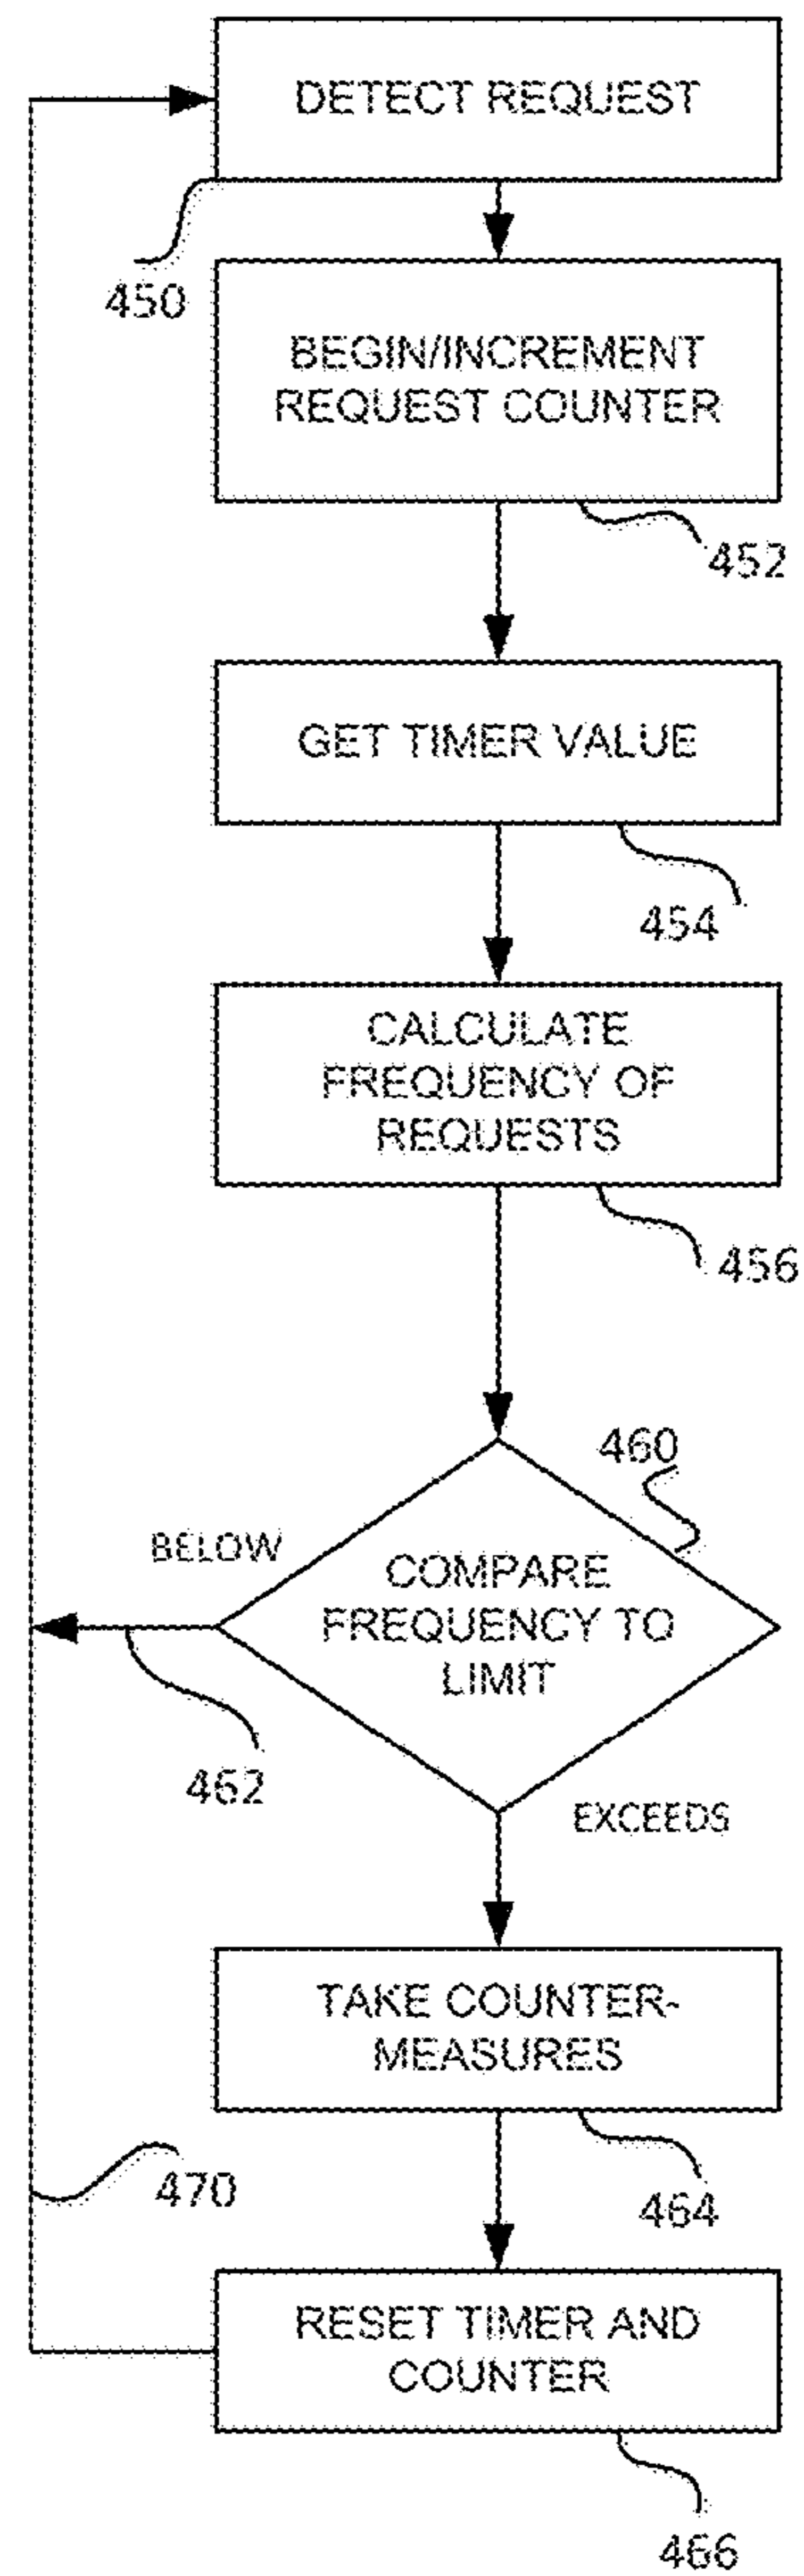 DETECT REQUEST
450
BEGIN/INCREMENT
REQUEST COUNTER
452
GET TIMER VALUE
454
CALCULATE
FREQUENCY OF
REQUESTS
456
460
BELOW
COMPARE
FREQUENCY TO
LIMIT
462
EXCEEDS
TAKE COUNTER-
MEASURES
470
464
RESET TIMER AND
COUNTER
466